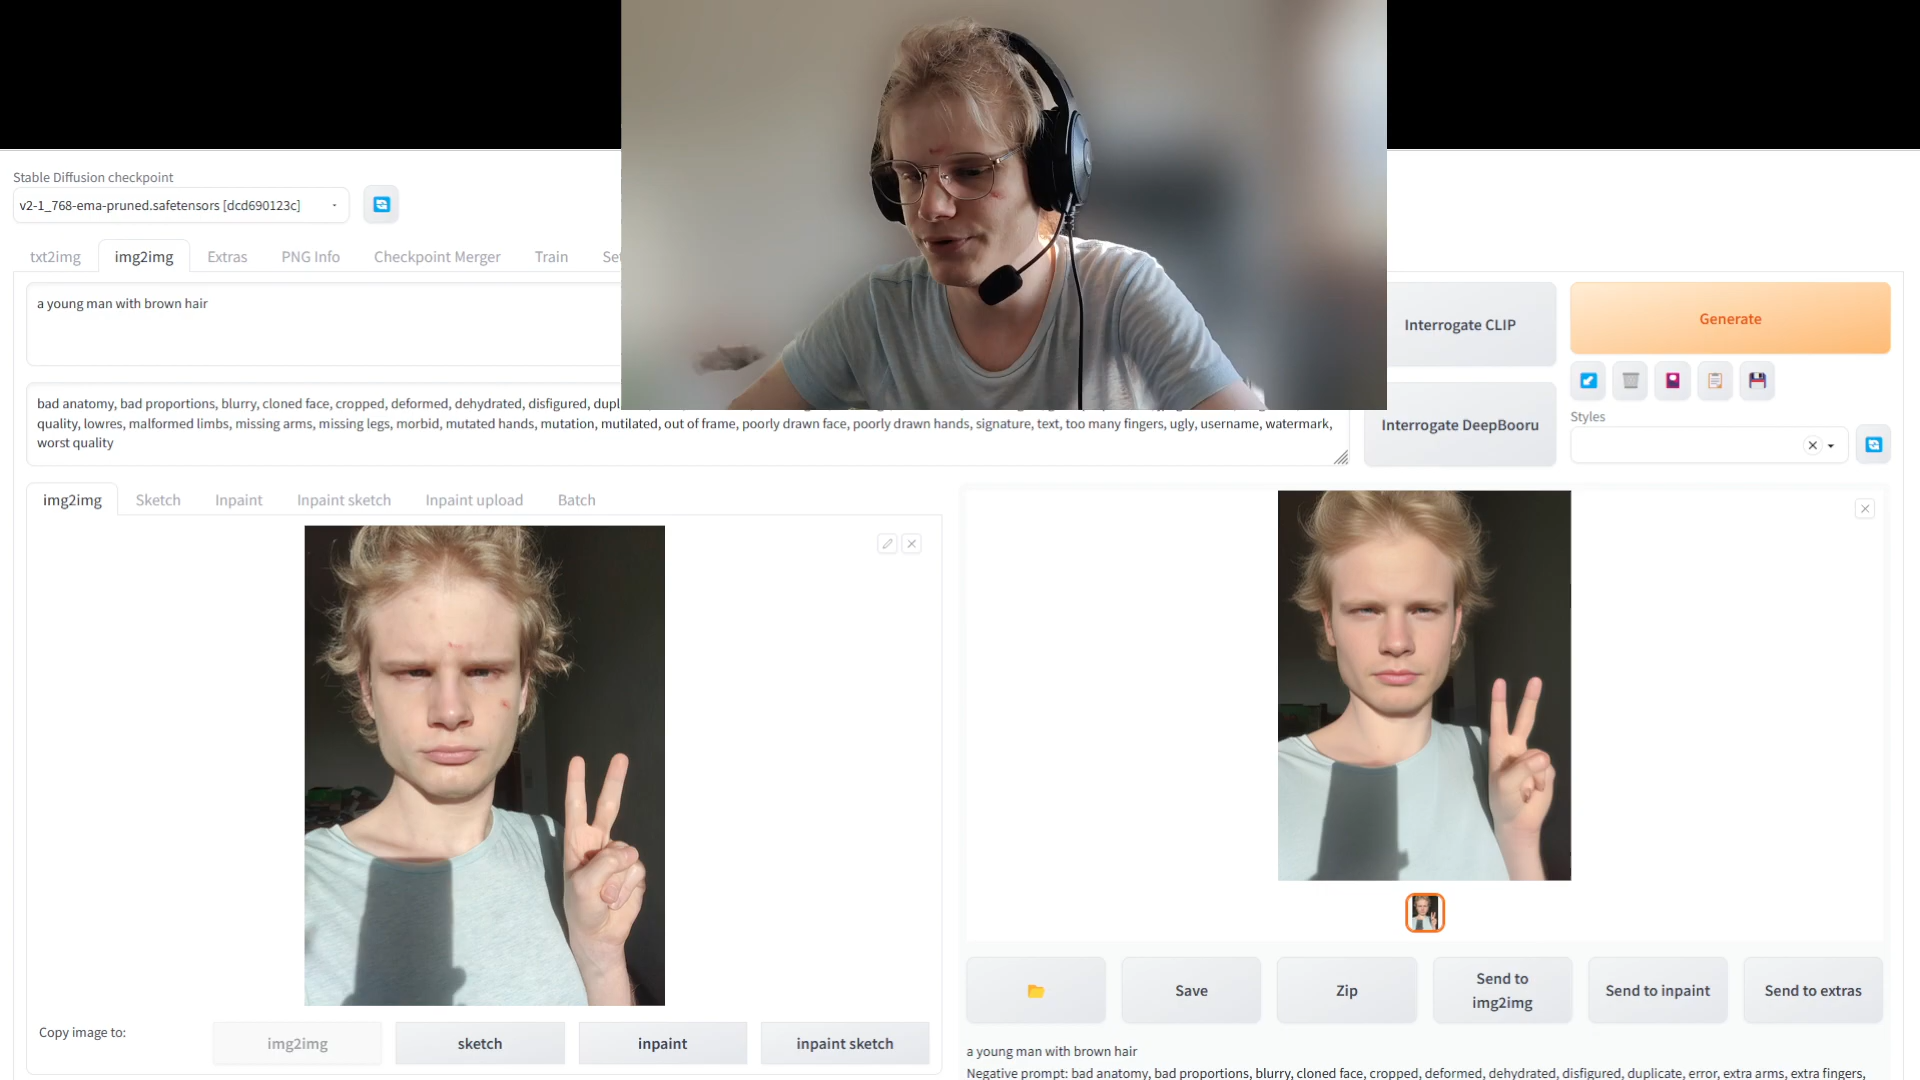 Stable Diffusion checkpoint
v2-1_768-ema-pruned.safetensors [dcd690123c]
txt2img img2img Extras PNG Info Checkpoint Merger Train
a young man with brown hair
Interrogate CLIP
Generate
bad anatomy, bad proportions, blurry, cloned face, cropped, deformed, dehydrated, disfigured,
quality, lowres, malformed limbs, missing arms, missing legs, morbid, mutated hands, mutation, mutilated, out of frame, poorly drawn face, poorly drawn hands, signature, text, too many fingers, ugly, username, watermark,
worst quality
Interrogate DeepBooru
Styles
img2img Sketch Inpaint Inpaint sketch Inpaint upload Batch
Copy image to:
img2img sketch inpaint inpaint sketch
Save Zip Send to img2img Send to inpaint Send to extras
a young man with brown hair
Negative prompt: bad anatomy, bad proportions, blurry, cloned face, cropped, deformed, dehydrated, disfigured, duplicate, error, extra arms, extra fingers,